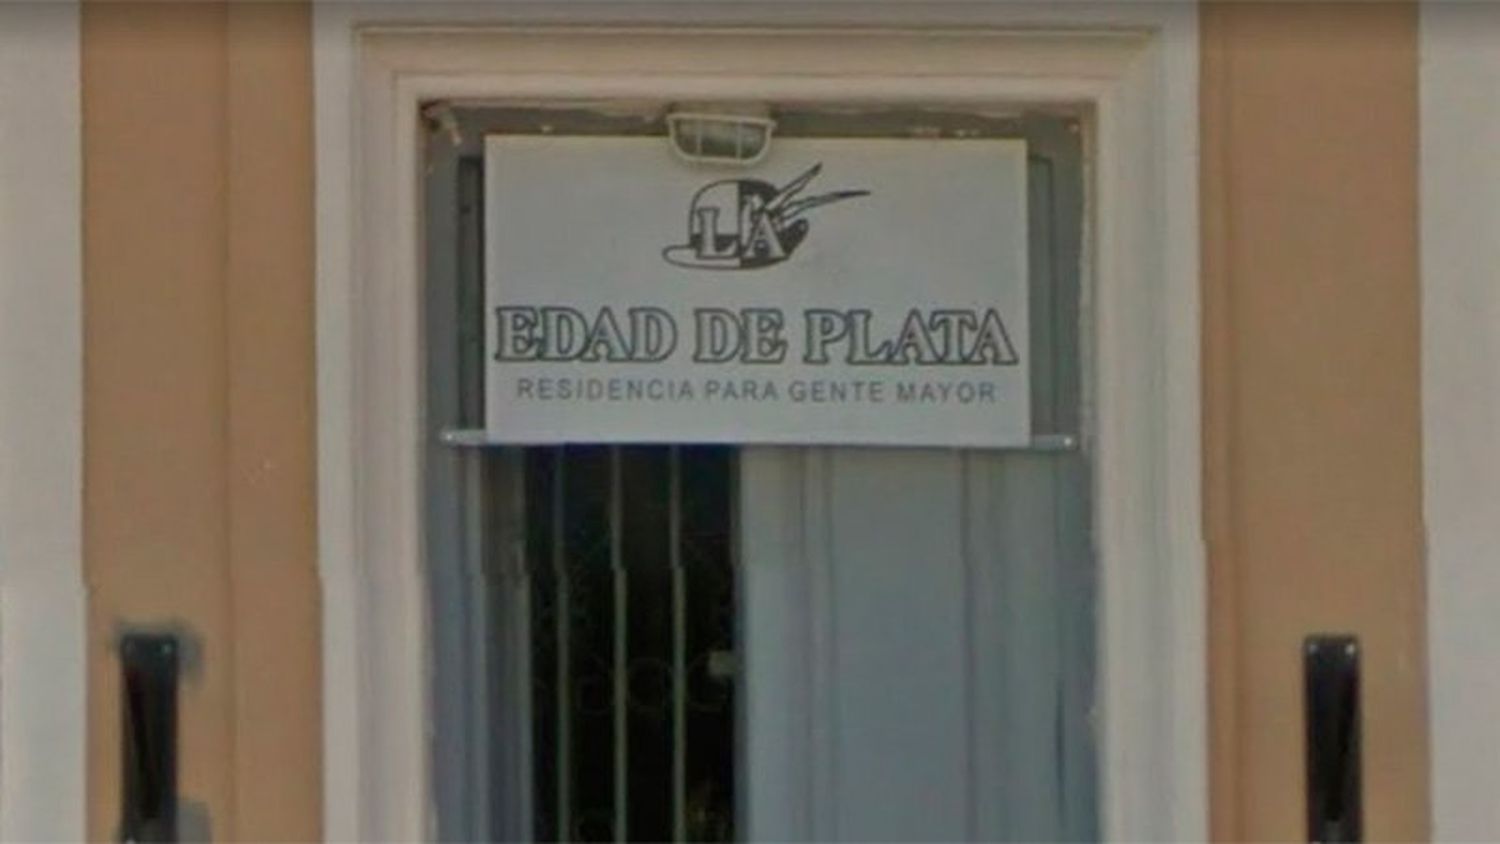 LA
EDAD DE PLATA
RESIDENCIA PARA GENTE MAYOR